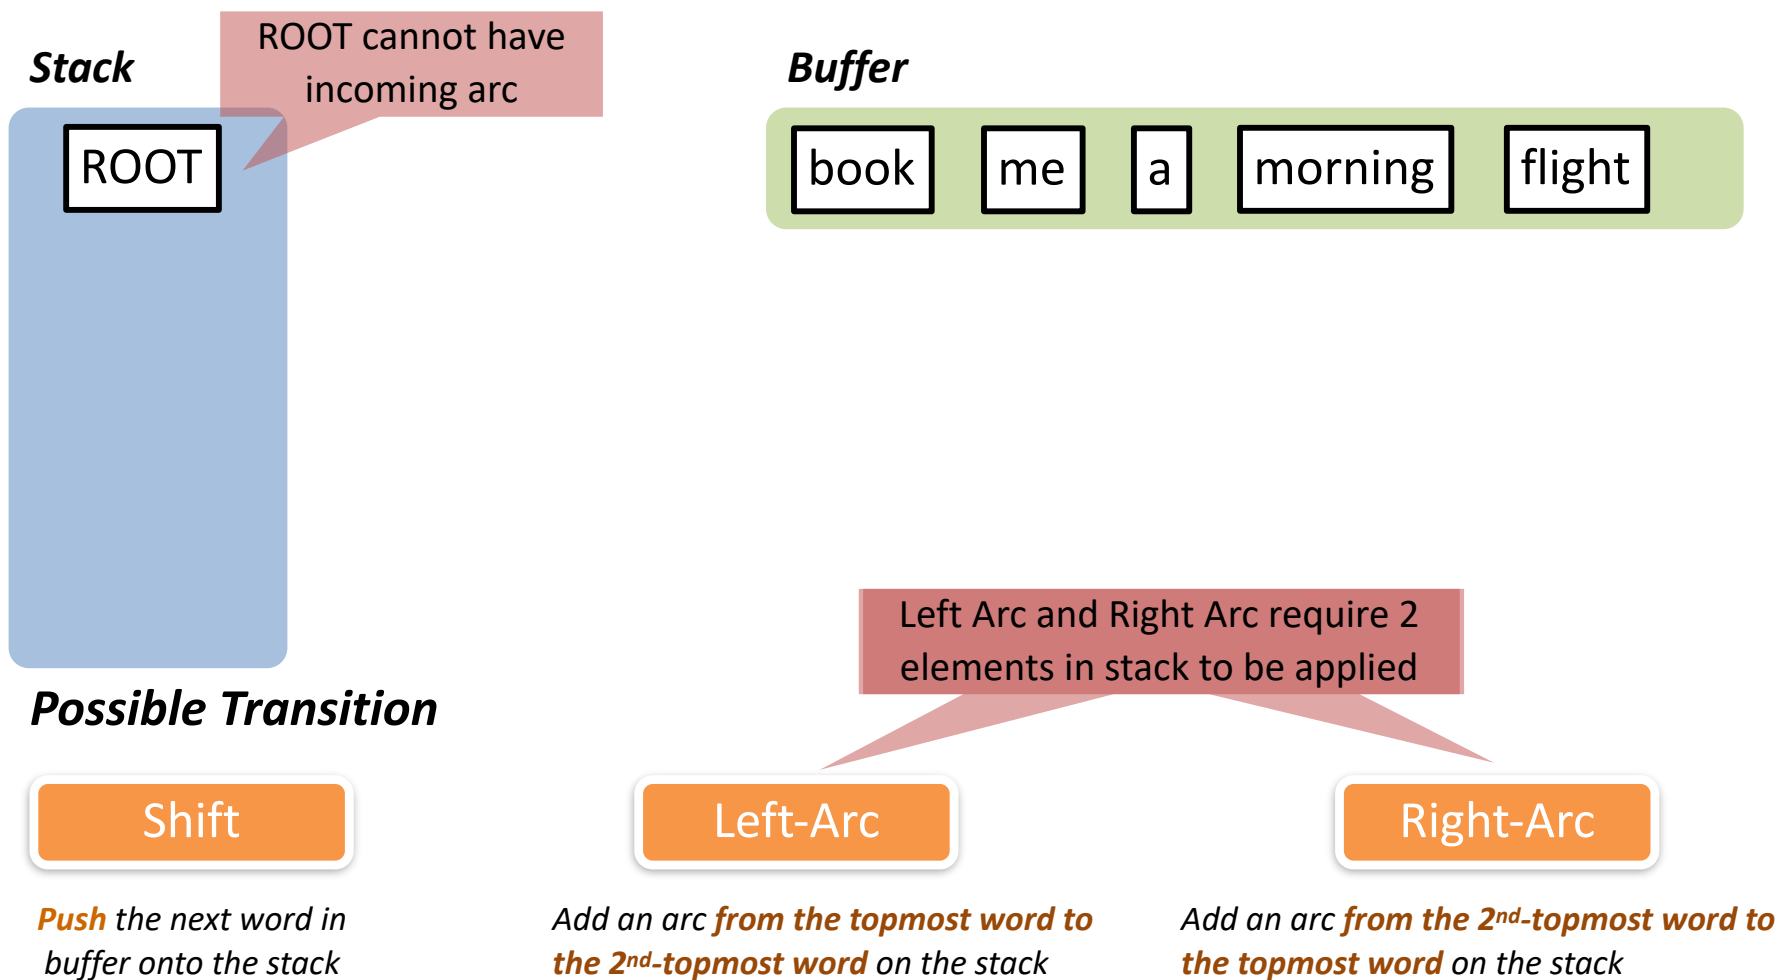 Stack
ROOT cannot have
incoming arc
Buffer
ROOT
book me a morning flight
Left Arc and Right Arc require 2
elements in stack to be applied
Possible Transition
Shift
Left-Arc
Right-Arc
Push the next word in
buffer onto the stack
Add an arc from the topmost word to
the 2nd-topmost word on the stack
Add an arc from the 2nd-topmost word to
the topmost word on the stack